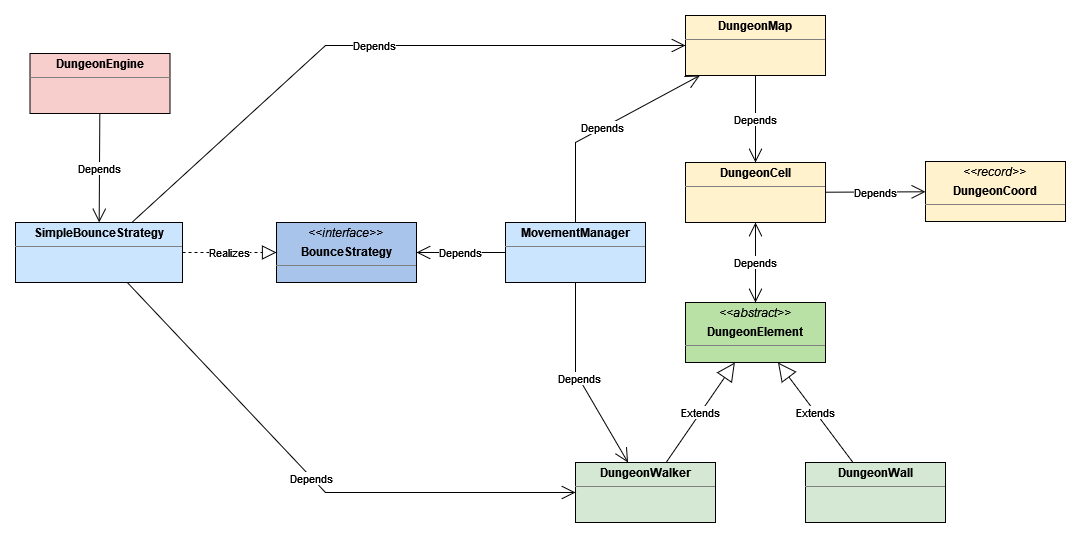 DungeonMap
Depends
DungeonEngine
Depends
Depends
Depends
DungeonCell
Depends
<<record>>
DungeonCoord
SimpleBounceStrategy
Realizes
<<interface>>
BounceStrategy
Depends
MovementManager
Depends
<<abstract>>
DungeonElement
Depends
Extends
Extends
Depends
DungeonWalker
DungeonWall